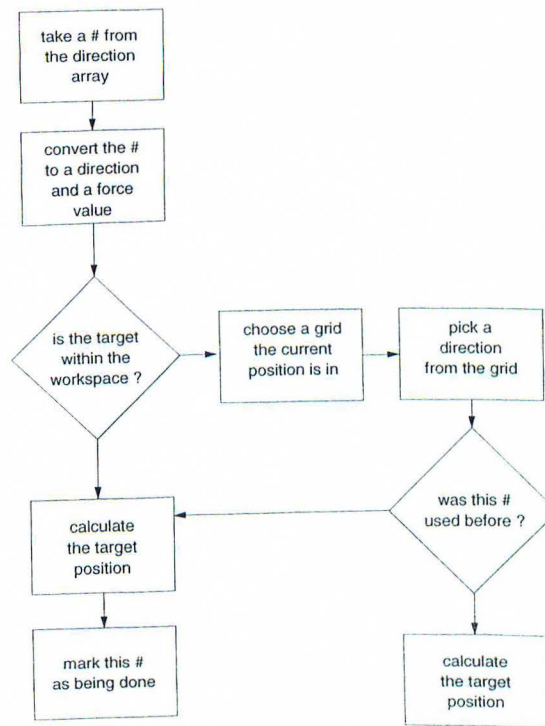 take a # from
the direction
array
convert the #
to a direction
and a force
value
is the target
within the
workspace ?
choose a grid
the current
position is in
pick a
direction
from the grid
was this #
used before ?
calculate
the target
position
mark this #
as being done
calculate
the target
position